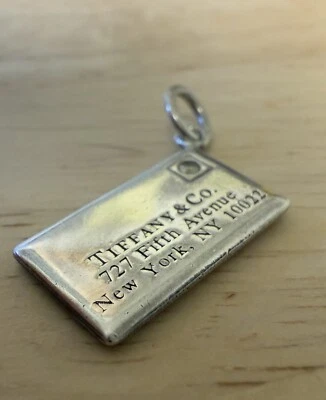 TIFFANY & CO.
727 Fifth Avenue
New York, NY 10022